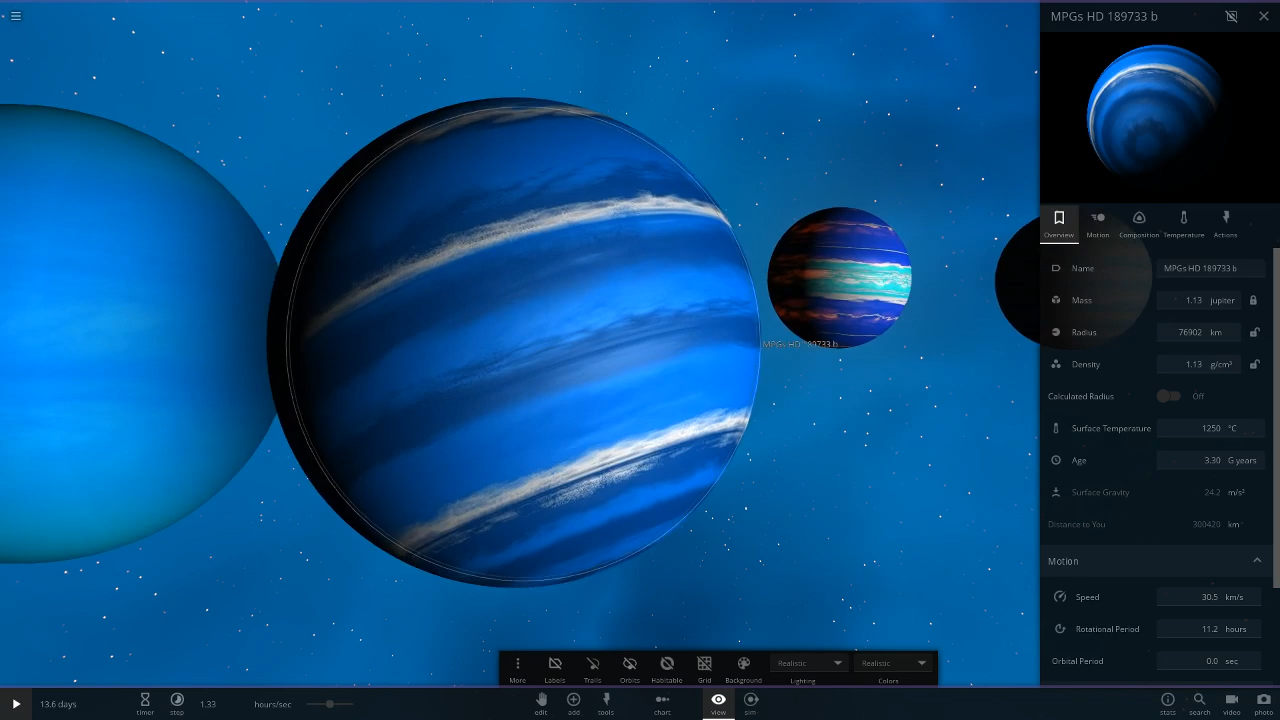 MPGs HD 189733 b
Overview Motion Composition Temperature Actions
Name MPGs HD 189733 b
Mass 1.13 jupiter
Radius 76902 km
MPGs HD 189733 b
Density 1.13 g/cm³
Calculated Radius Off
Surface Temperature 1250 °C
Age 3.30 G years
Surface Gravity 24.2 m/s²
Distance to You 300420 km
Motion
Speed 30.5 km/s
Rotational Period 11.2 hours
Orbital Period 0.0 sec
Realistic Realistic
More Labels Trails Orbits Habitable Grid Background Lighting Colors
13.6 days timer step 1.33 hours/sec edit add tools chart view sim stats search video photo